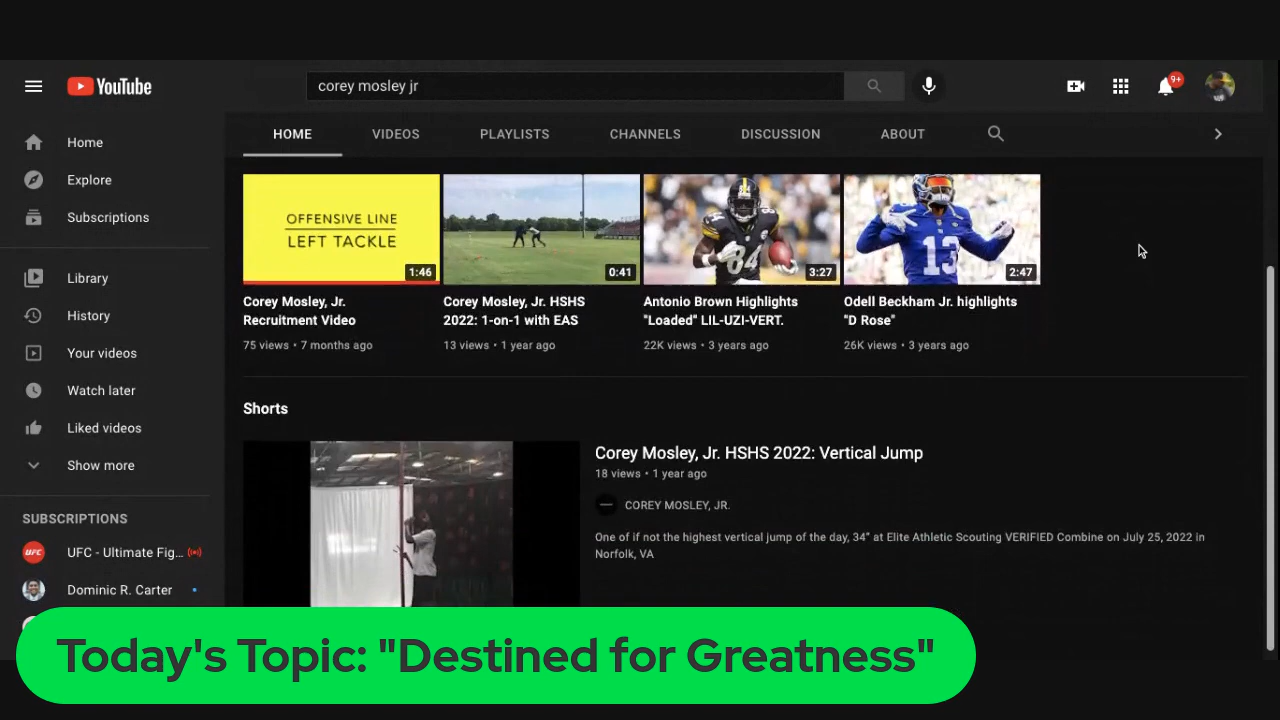 YouTube
corey mosley jr
9+
Home
Explore
Subscriptions
Library
History
Your videos
Watch later
Liked videos
Show more
SUBSCRIPTIONS
UFC
UFC - Ultimate Fig...
Dominic R. Carter
HOME VIDEOS PLAYLISTS CHANNELS DISCUSSION ABOUT
OFFENSIVE LINE
LEFT TACKLE
1:46
Corey Mosley, Jr.
Recruitment Video
75 views • 7 months ago
0:41
Corey Mosley, Jr. HSHS
2022: 1-on-1 with EAS
13 views • 1 year ago
84
3:27
Antonio Brown Highlights
"Loaded" LIL-UZI-VERT.
22K views • 3 years ago
13
2:47
Odell Beckham Jr. highlights
"D Rose"
26K views • 3 years ago
Shorts
Corey Mosley, Jr. HSHS 2022: Vertical Jump
18 views • 1 year ago
COREY MOSLEY, JR.
One of if not the highest vertical jump of the day, 34" at Elite Athletic Scouting VERIFIED Combine on July 25, 2022 in
Norfolk, VA
Today's Topic: "Destined for Greatness"